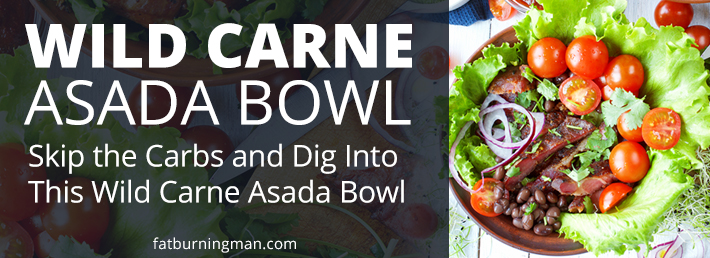 WILD CARNE
ASADA BOWL
Skip the Carbs and Dig Into
This Wild Carne Asada Bowl
fatburningman.com